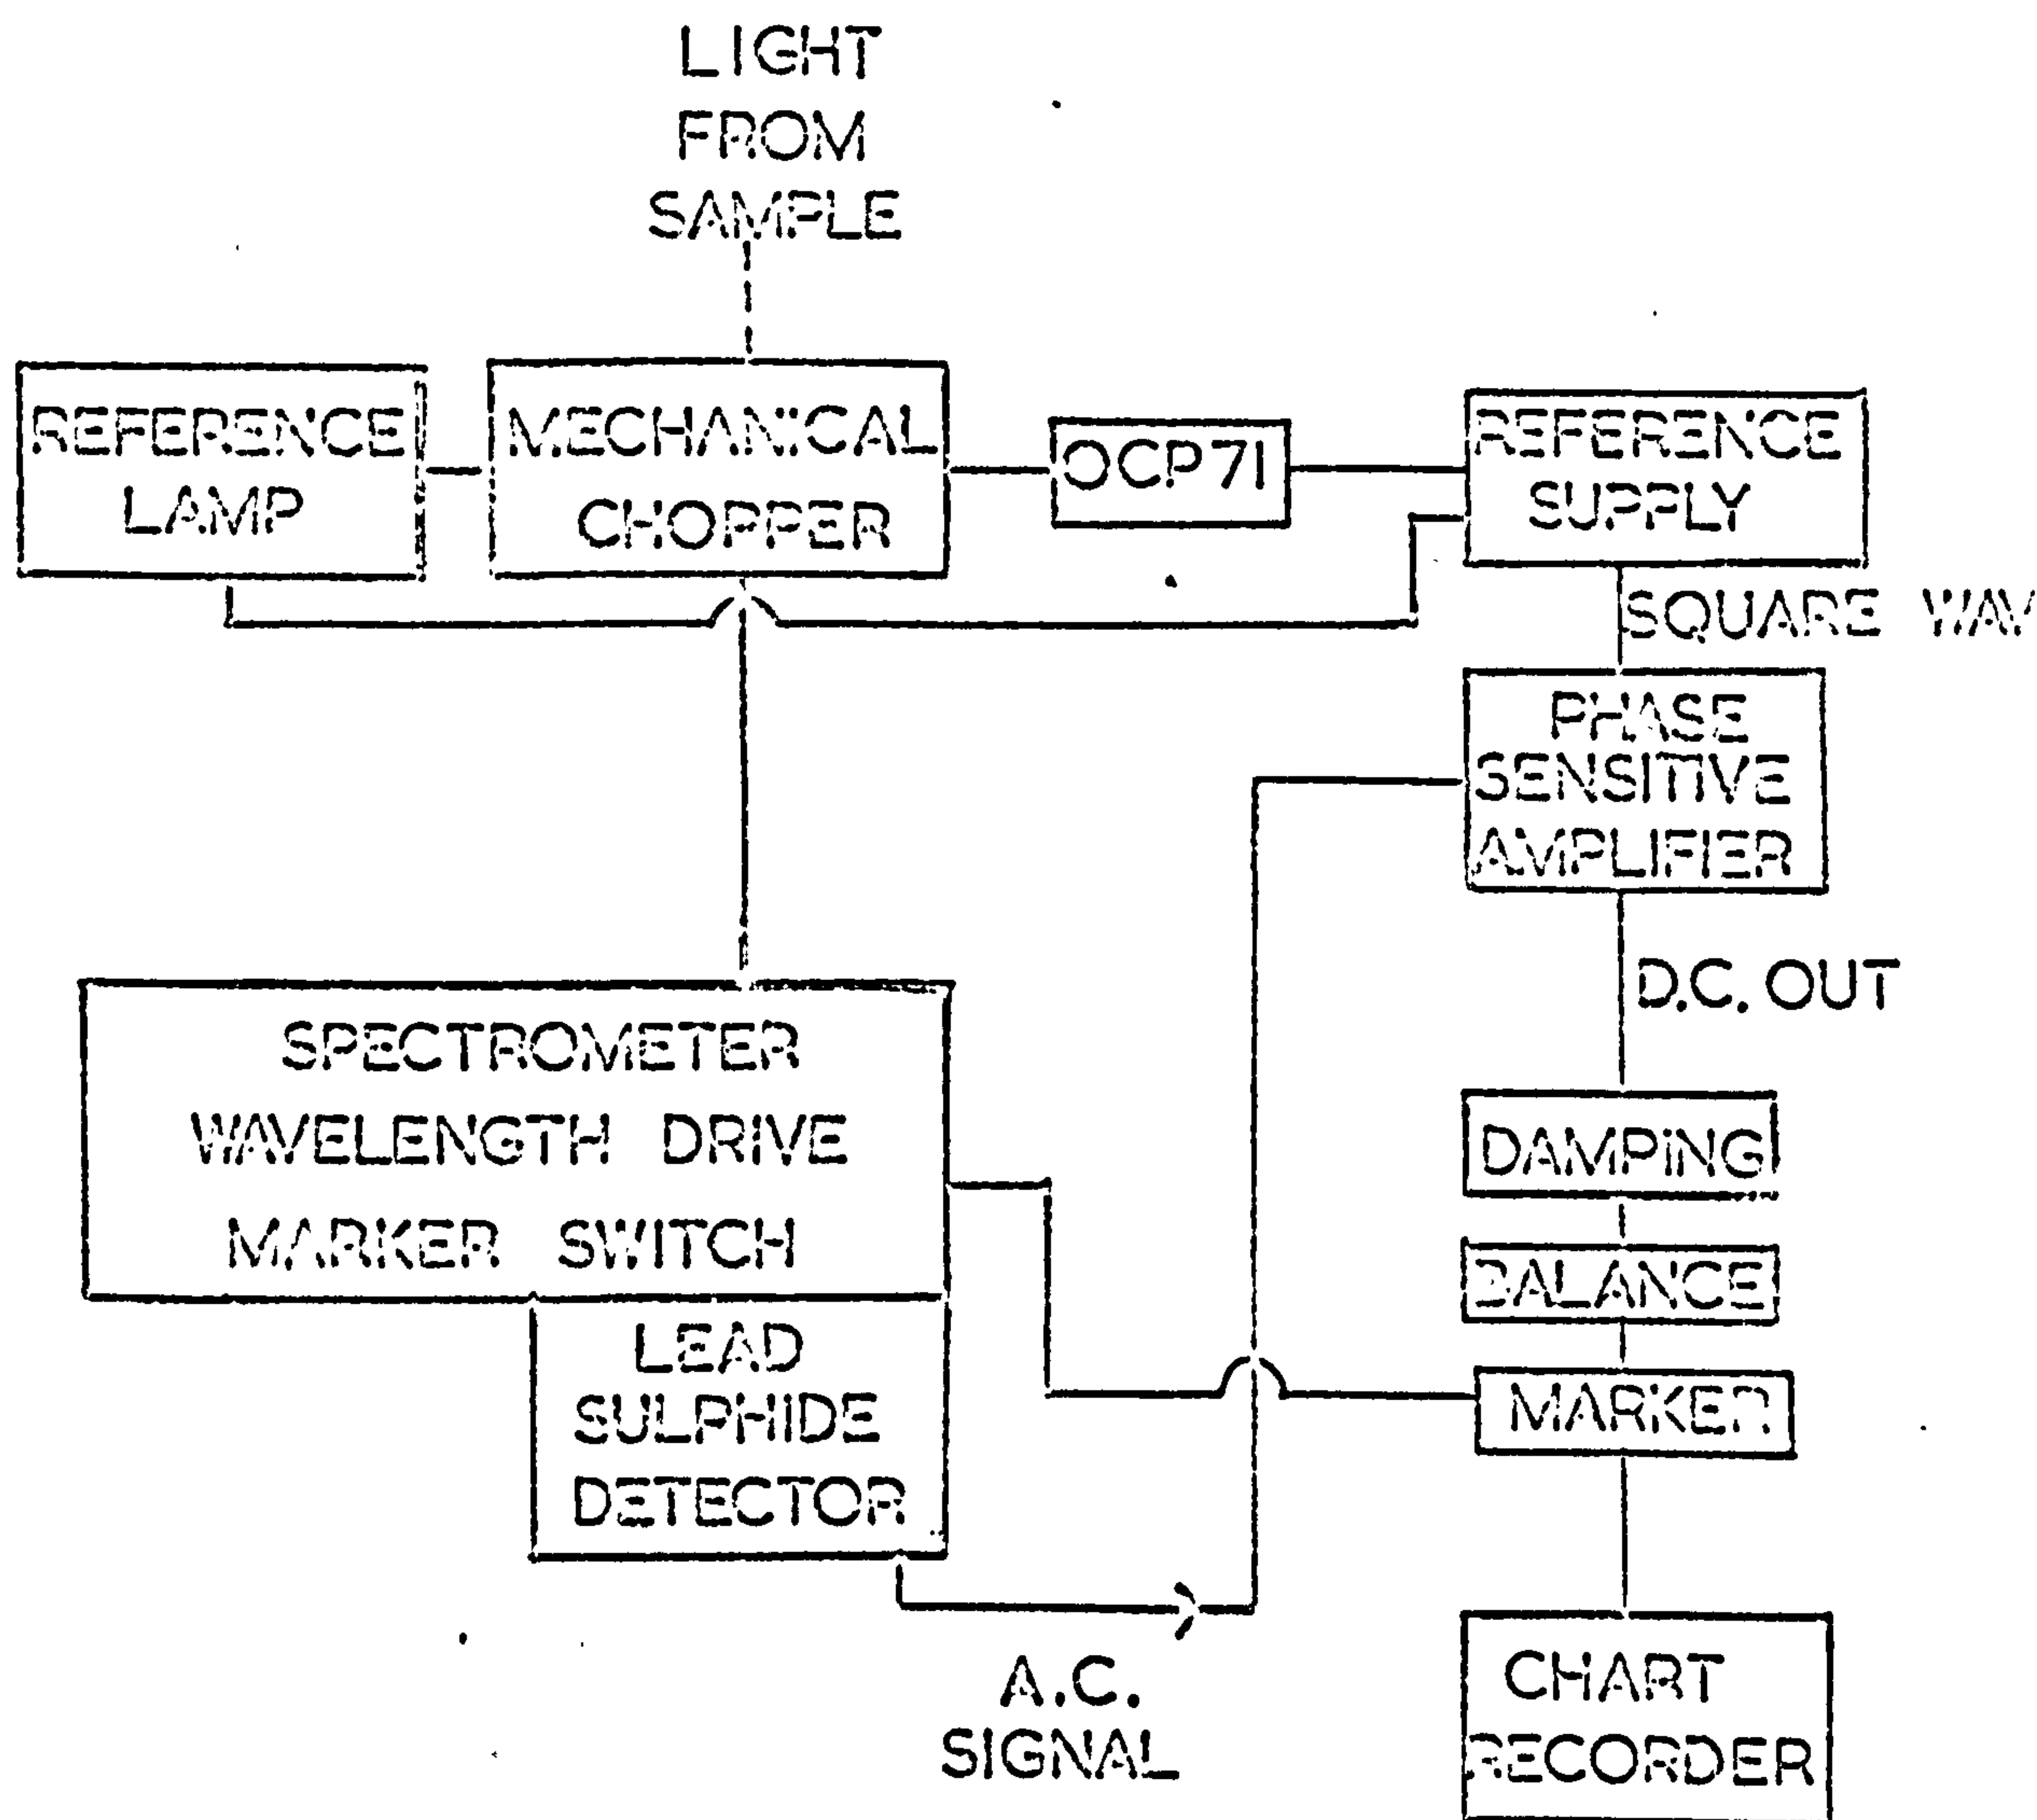 LIGHT
FROM
SAMPLE
REFERENCE
LAMP
MECHANICAL
CHOPPER
OCP71
REFERENCE
SUPPLY
SQUARE WAV
PHASE
SENSITIVE
AMPLIFIER
D.C. OUT
SPECTROMETER
WAVELENGTH DRIVE
MARKER SWITCH
LEAD
SULPHIDE
DETECTOR
DAMPING
BALANCE
MARKER
A.C.
SIGNAL
CHART
RECORDER